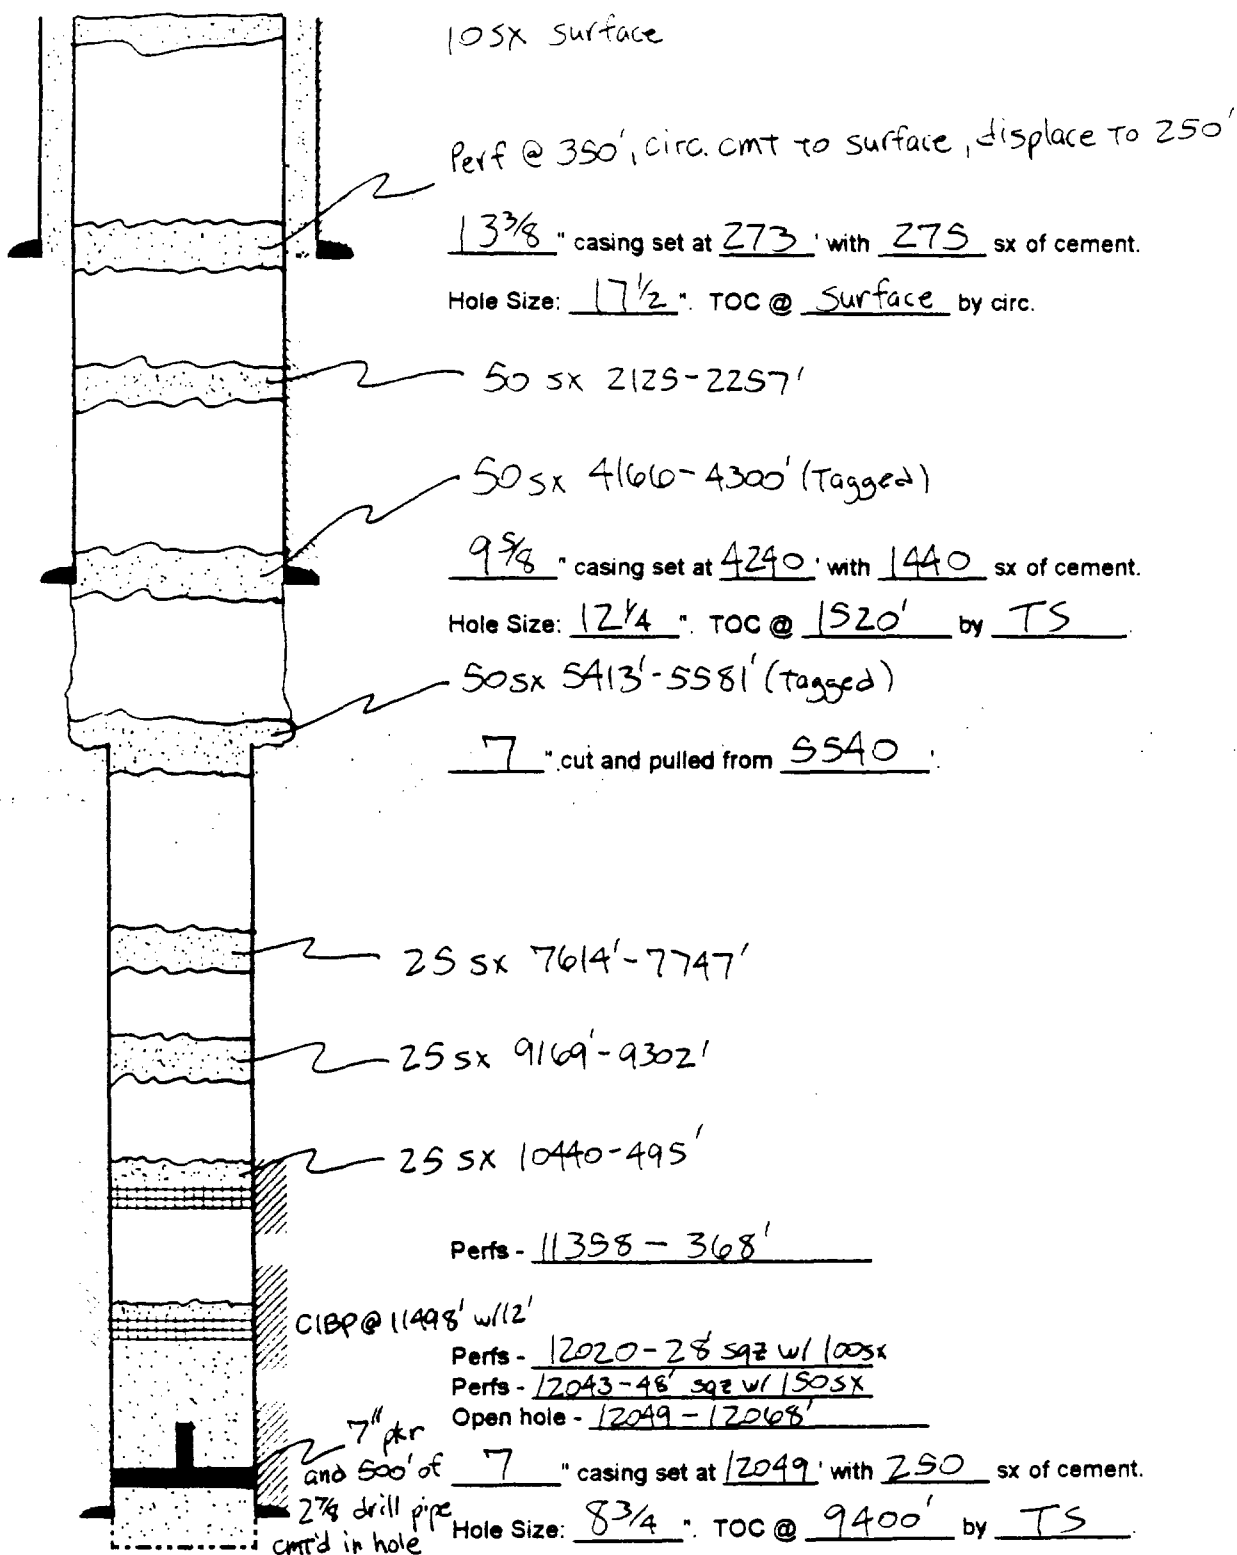 10 sx surface
Perf @ 350', circ. cmt to surface, displace to 250'
13 3/8 " casing set at 273 ' with 275 sx of cement.
Hole Size: 17 1/2 ". TOC @ Surface by circ.
50 sx 2125-2257'
50 sx 4166-4300' (Tagged)
9 5/8 " casing set at 4240 ' with 1440 sx of cement.
Hole Size: 12 1/4 ". TOC @ 1520' by TS
50 sx 5413'-5581' (Tagged)
7 " cut and pulled from 5540 '.
25 sx 7614'-7747'
25 sx 9169'-9302'
25 sx 10440-495'
Perfs - 11358 - 368'
CIBP @ 11498' w/12'
Perfs - 12020-28' sqz w/ 100sx
Perfs - 12043-48' sqz w/ 150sx
Open hole - 12049-12068'
7" pkr
and 500' of
2 7/8 drill pipe
cmt'd in hole
7 " casing set at 12049 ' with 250 sx of cement.
Hole Size: 8 3/4 ". TOC @ 9400' by TS